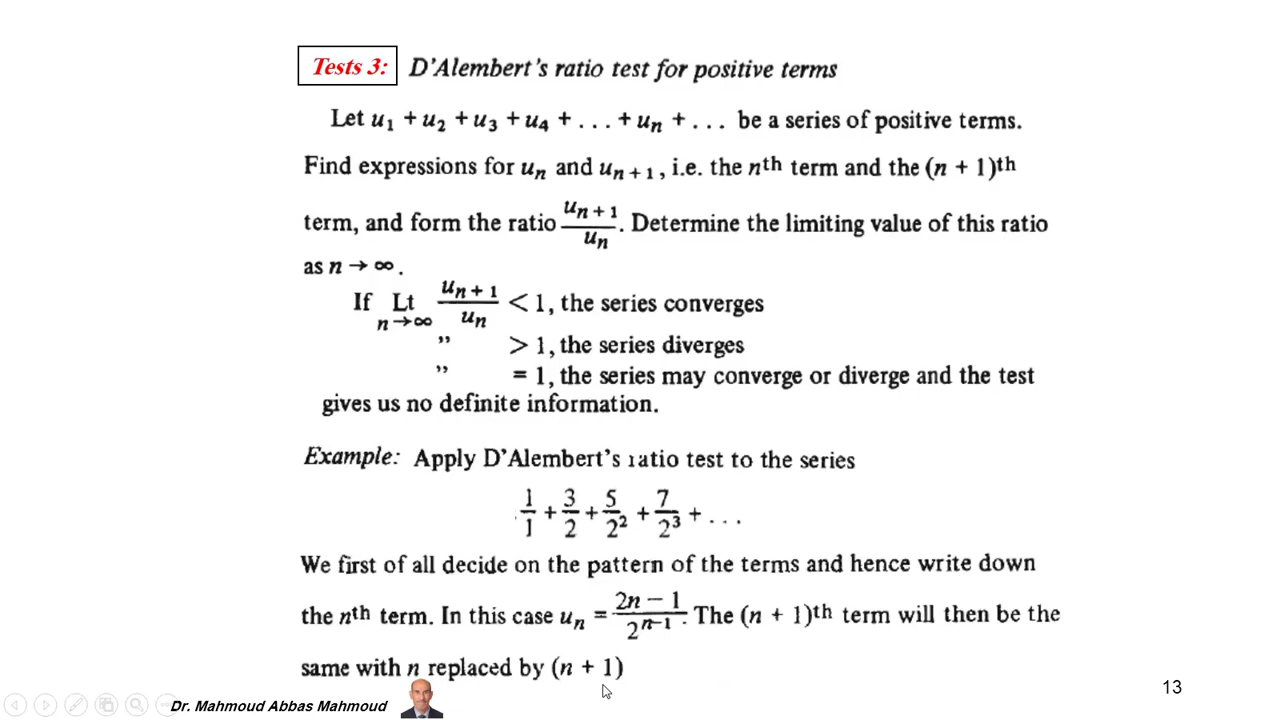 Tests 3: D'Alembert's ratio test for positive terms
Let u₁ + u₂ + u₃ + u₄ + ... + uₙ + ... be a series of positive terms.
Find expressions for uₙ and uₙ₊₁, i.e. the nᵗʰ term and the (n + 1)ᵗʰ
term, and form the ratio uₙ₊₁/uₙ. Determine the limiting value of this ratio
as n → ∞.
If Lt n→∞ uₙ₊₁/uₙ < 1, the series converges
" > 1, the series diverges
" = 1, the series may converge or diverge and the test
gives us no definite information.
Example: Apply D'Alembert's ratio test to the series
1/1 + 3/2 + 5/2² + 7/2³ + ...
We first of all decide on the pattern of the terms and hence write down
the nᵗʰ term. In this case uₙ = (2n − 1)/2ⁿ⁻¹. The (n + 1)ᵗʰ term will then be the
same with n replaced by (n + 1)
Dr. Mahmoud Abbas Mahmoud
13